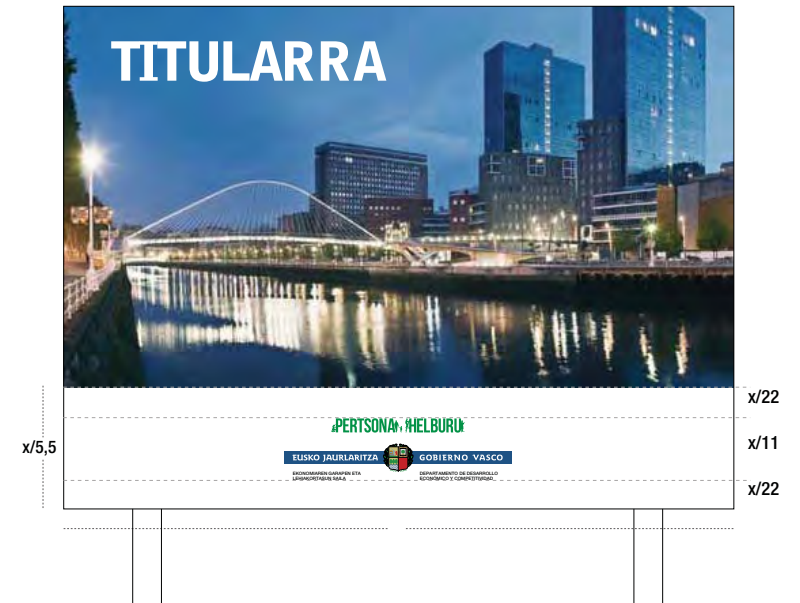 TITULARRA
x/22
PERTSONA HELBURU
x/5,5
x/11
EUSKO JAURLARITZA
GOBIERNO VASCO
EKONOMIAREN GARAPEN ETA
LEHIAKORTASUN SAILA
DEPARTAMENTO DE DESARROLLO
ECONÓMICO Y COMPETITIVIDAD
x/22